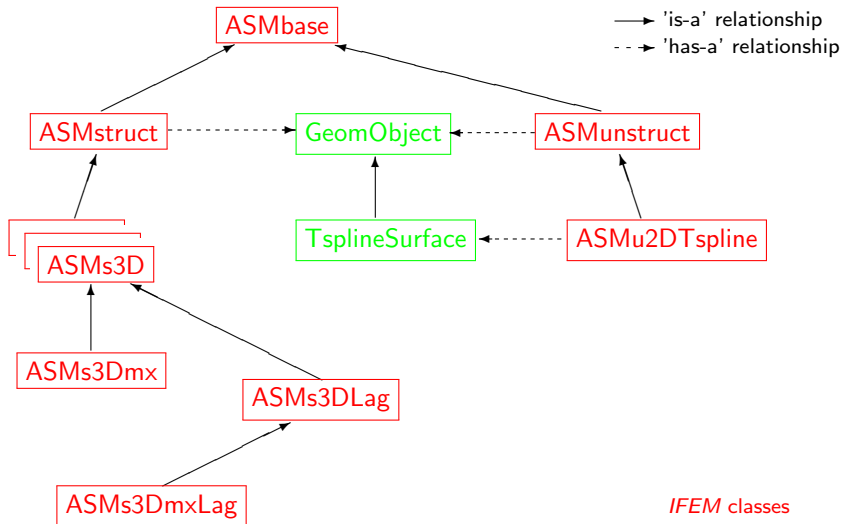 ASMbase
'is-a' relationship
'has-a' relationship
ASMstruct
GeomObject
ASMunstruct
TsplineSurface
ASMu2DTspline
ASMs3D
ASMs3Dmx
ASMs3DLag
ASMs3DmxLag
IFEM classes